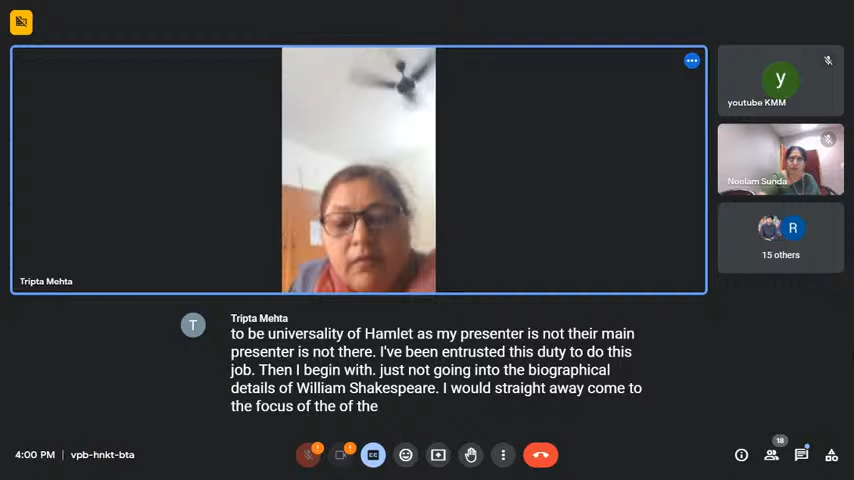 y
youtube KMM
Neelam Sunda
R
15 others
Tripta Mehta
T
Tripta Mehta
to be universality of Hamlet as my presenter is not their main
presenter is not there. I've been entrusted this duty to do this
job. Then I begin with. just not going into the biographical
details of William Shakespeare. I would straight away come to
the focus of the of the
4:00 PM | vpb-hnkt-bta
CC
18